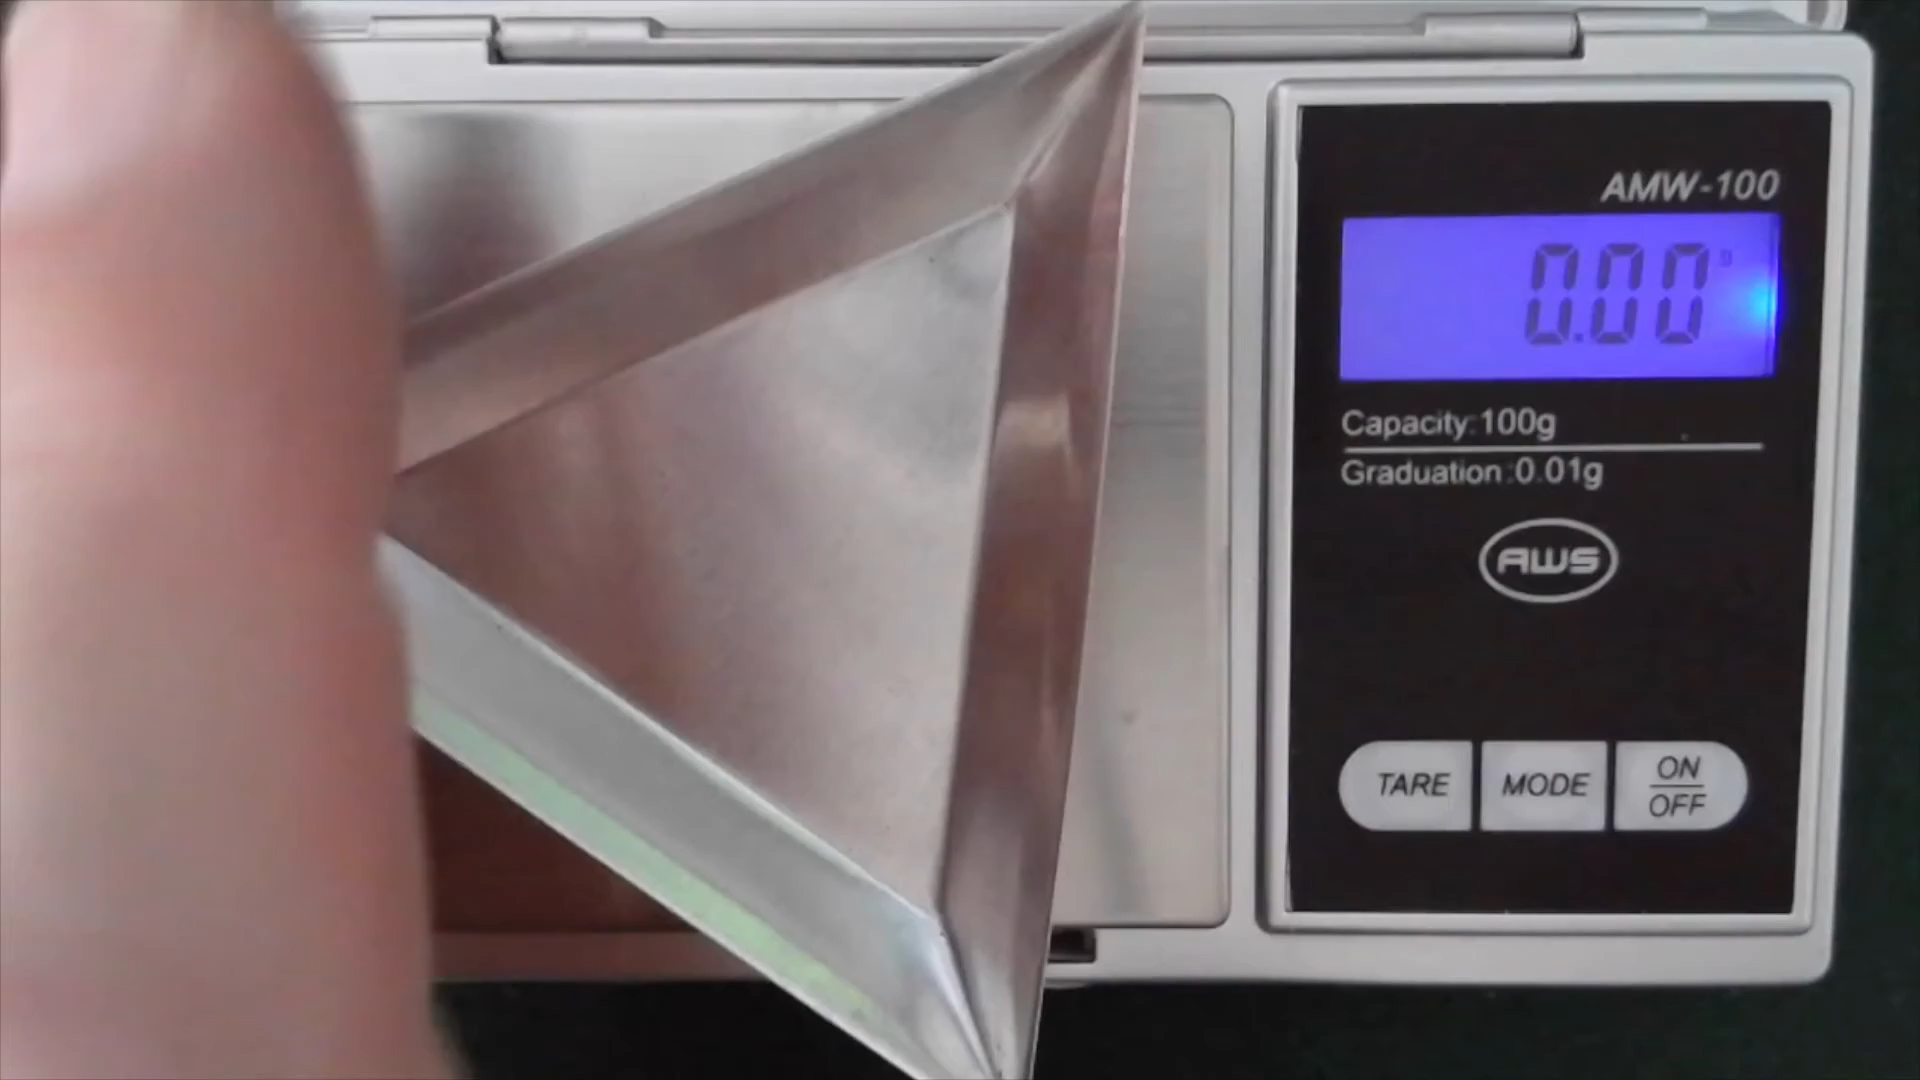 AMW-100
0.00 g
Capacity:100g
Graduation:0.01g
AWS
TARE
MODE
ON
OFF